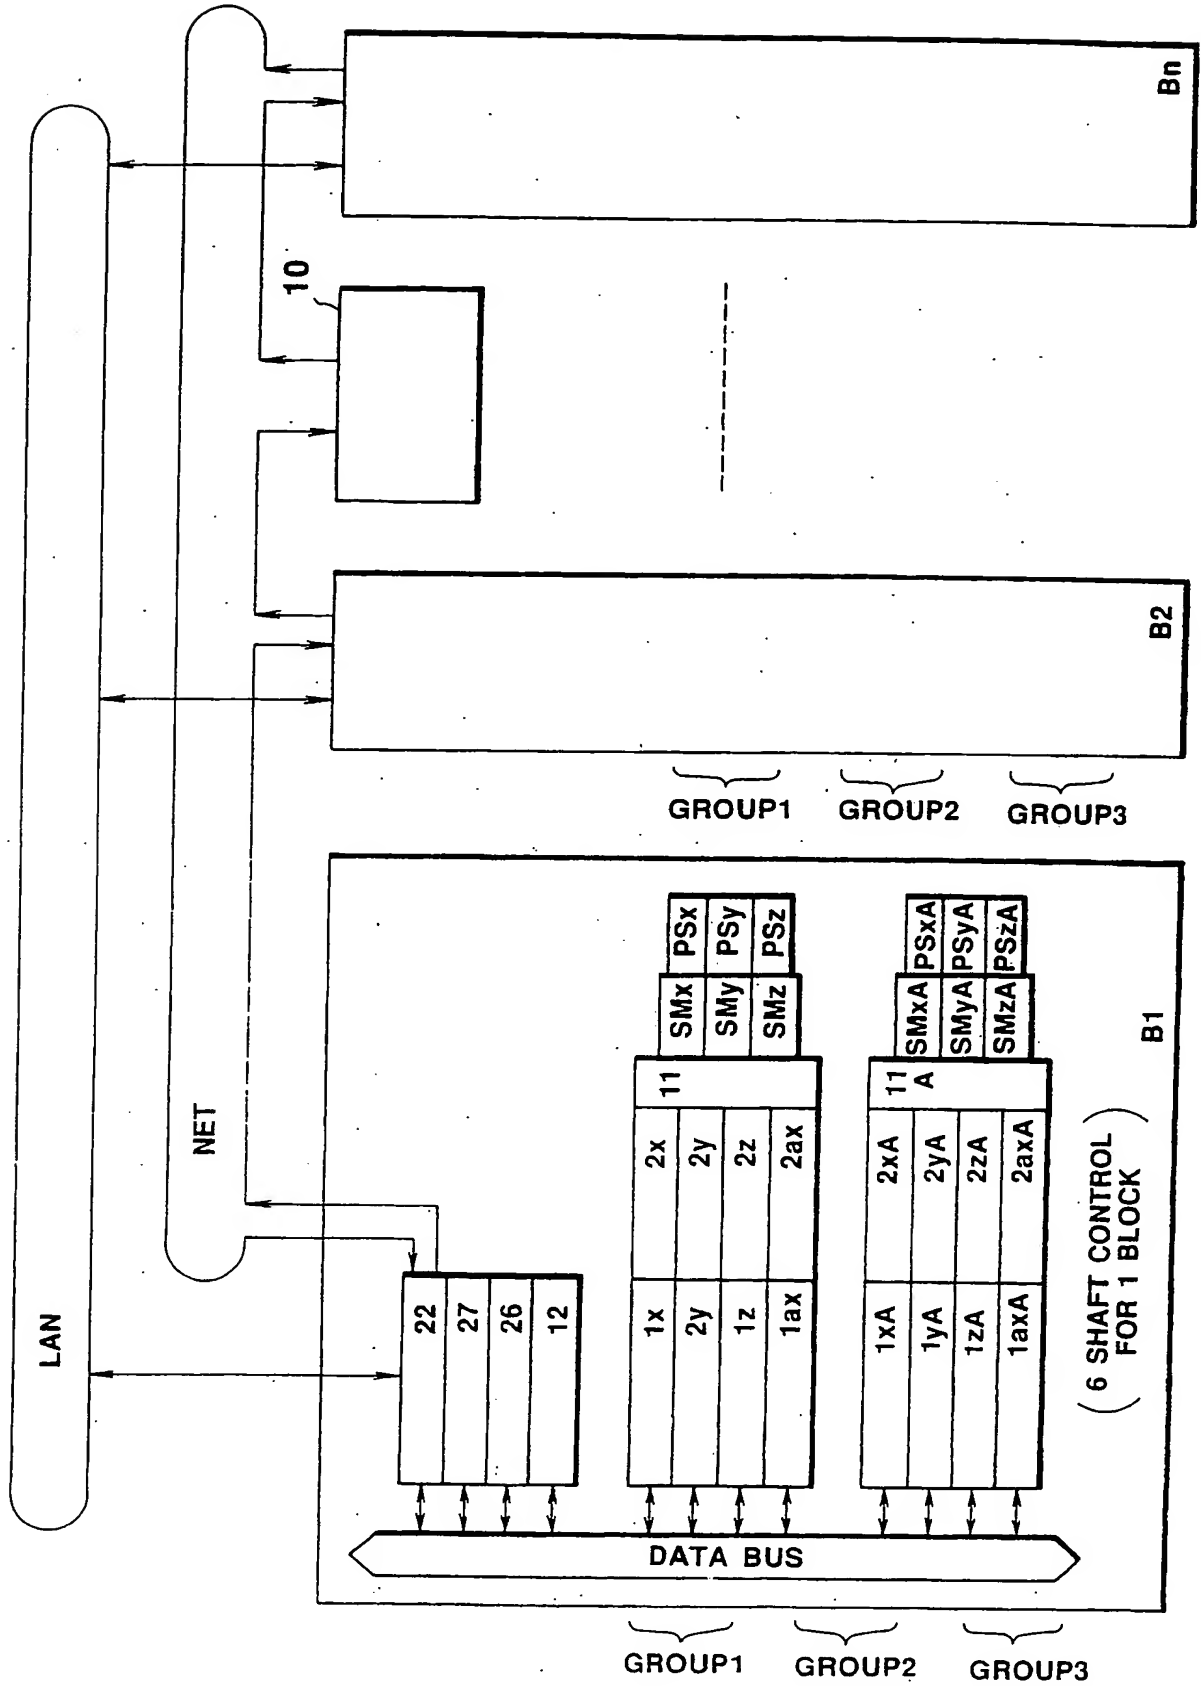 LAN
NET
10
Bn
B2
GROUP1
GROUP2
GROUP3
22
27
26
12
1x
2y
1z
1ax
2x
2y
2z
2ax
11
SMx
SMy
SMz
PSx
PSy
PSz
1xA
1yA
1zA
1axA
2xA
2yA
2zA
2axA
11
A
SMxA
SMyA
SMzA
PSxA
PSyA
PSzA
(6 SHAFT CONTROL
FOR 1 BLOCK)
B1
DATA BUS
GROUP1
GROUP2
GROUP3